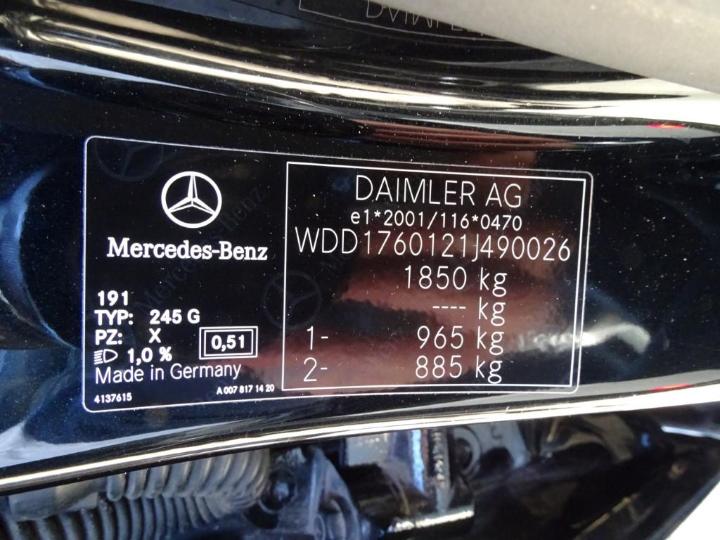 DAIMLER
Mercedes-Benz
191
TYP: 245 G
PZ: X
1,0 %
0,51
Made in Germany
4137615
A 007 817 14 20
DAIMLER AG
e1*2001/116*0470
WDD1760121J490026
1850 kg
---- kg
1- 965 kg
2- 885 kg